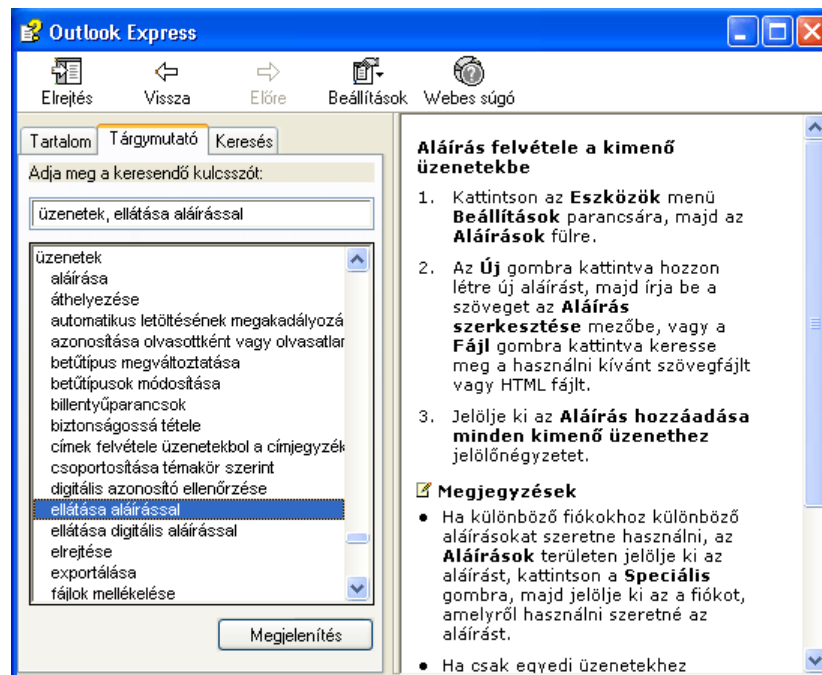 Outlook Express
Elrejtés Vissza Előre Beállítások Webes súgó
Tartalom Tárgymutató Keresés
Adja meg a keresendő kulcsszót:
üzenetek, ellátása aláírással
üzenetek
aláírása
áthelyezése
automatikus letöltésének megakadályozá
azonosítása olvasottként vagy olvasatlan
betűtípus megváltoztatása
betűtípusok módosítása
billentyűparancsok
biztonságossá tétele
címek felvétele üzenetekbol a címjegyzék
csoportosítása témakör szerint
digitális azonosító ellenőrzése
ellátása aláírással
ellátása digitális aláírással
elrejtése
exportálása
fájlok mellékelése
Megjelenítés
Aláírás felvétele a kimenő
üzenetekbe
1. Kattintson az Eszközök menü
Beállítások parancsára, majd az
Aláírások fülre.
2. Az Új gombra kattintva hozzon
létre új aláírást, majd írja be a
szöveget az Aláírás
szerkesztése mezőbe, vagy a
Fájl gombra kattintva keresse
meg a használni kívánt szövegfájlt
vagy HTML fájlt.
3. Jelölje ki az Aláírás hozzáadása
minden kimenő üzenethez
jelölőnégyzetet.
Megjegyzések
● Ha különböző fiókokhoz különböző
aláírásokat szeretne használni, az
Aláírások területen jelölje ki az
aláírást, kattintson a Speciális
gombra, majd jelölje ki az a fiókot,
amelyről használni szeretné az
aláírást.
● Ha csak egyedi üzenetekhez